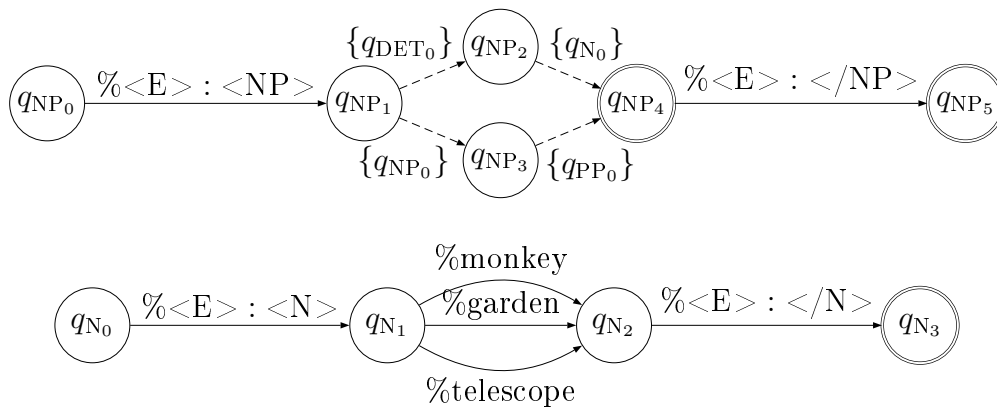 {q_DET₀} q_NP₂ {q_N₀}
q_NP₀ %<E> : <NP> q_NP₁ q_NP₄ %<E> : </NP> q_NP₅
{q_NP₀} q_NP₃ {q_PP₀}
%monkey
q_N₀ %<E> : <N> q_N₁ %garden q_N₂ %<E> : </N> q_N₃
%telescope